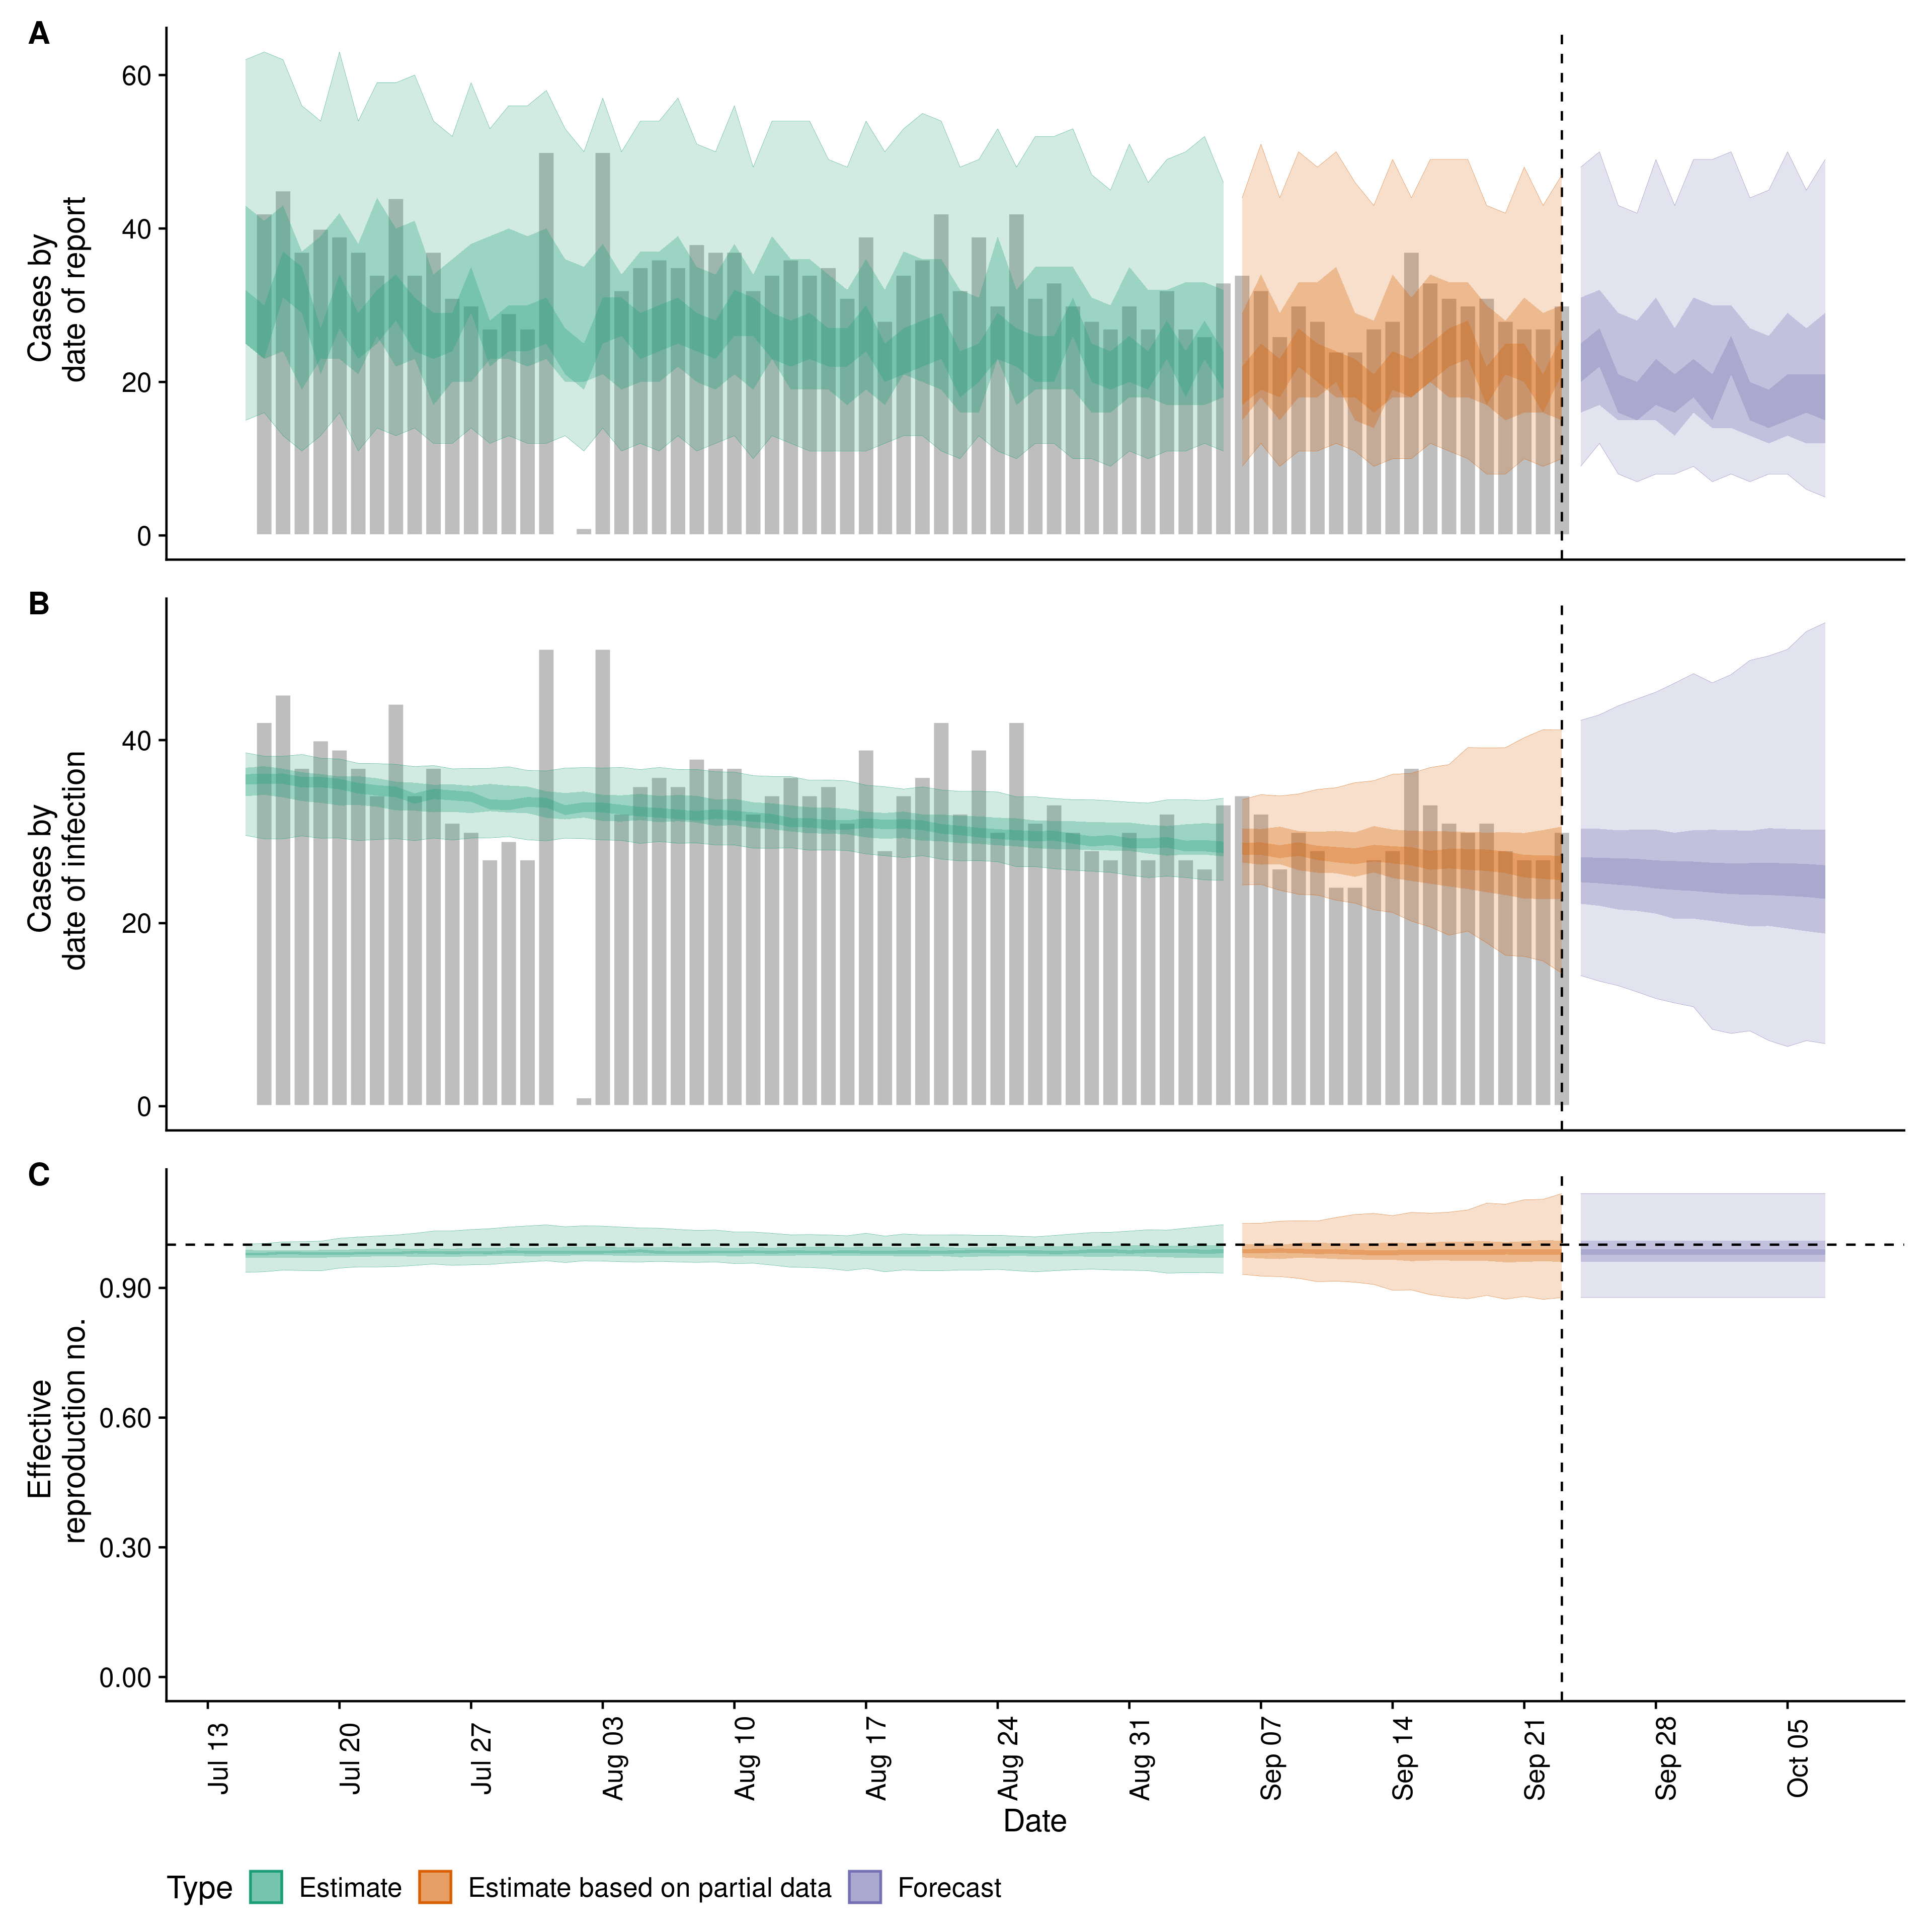 A
Cases by
date of report
60
40
20
0
B
Cases by
date of infection
40
20
0
C
Effective
reproduction no.
0.90
0.60
0.30
0.00
Jul 13
Jul 20
Jul 27
Aug 03
Aug 10
Aug 17
Aug 24
Aug 31
Sep 07
Sep 14
Sep 21
Sep 28
Oct 05
Date
Type Estimate Estimate based on partial data Forecast